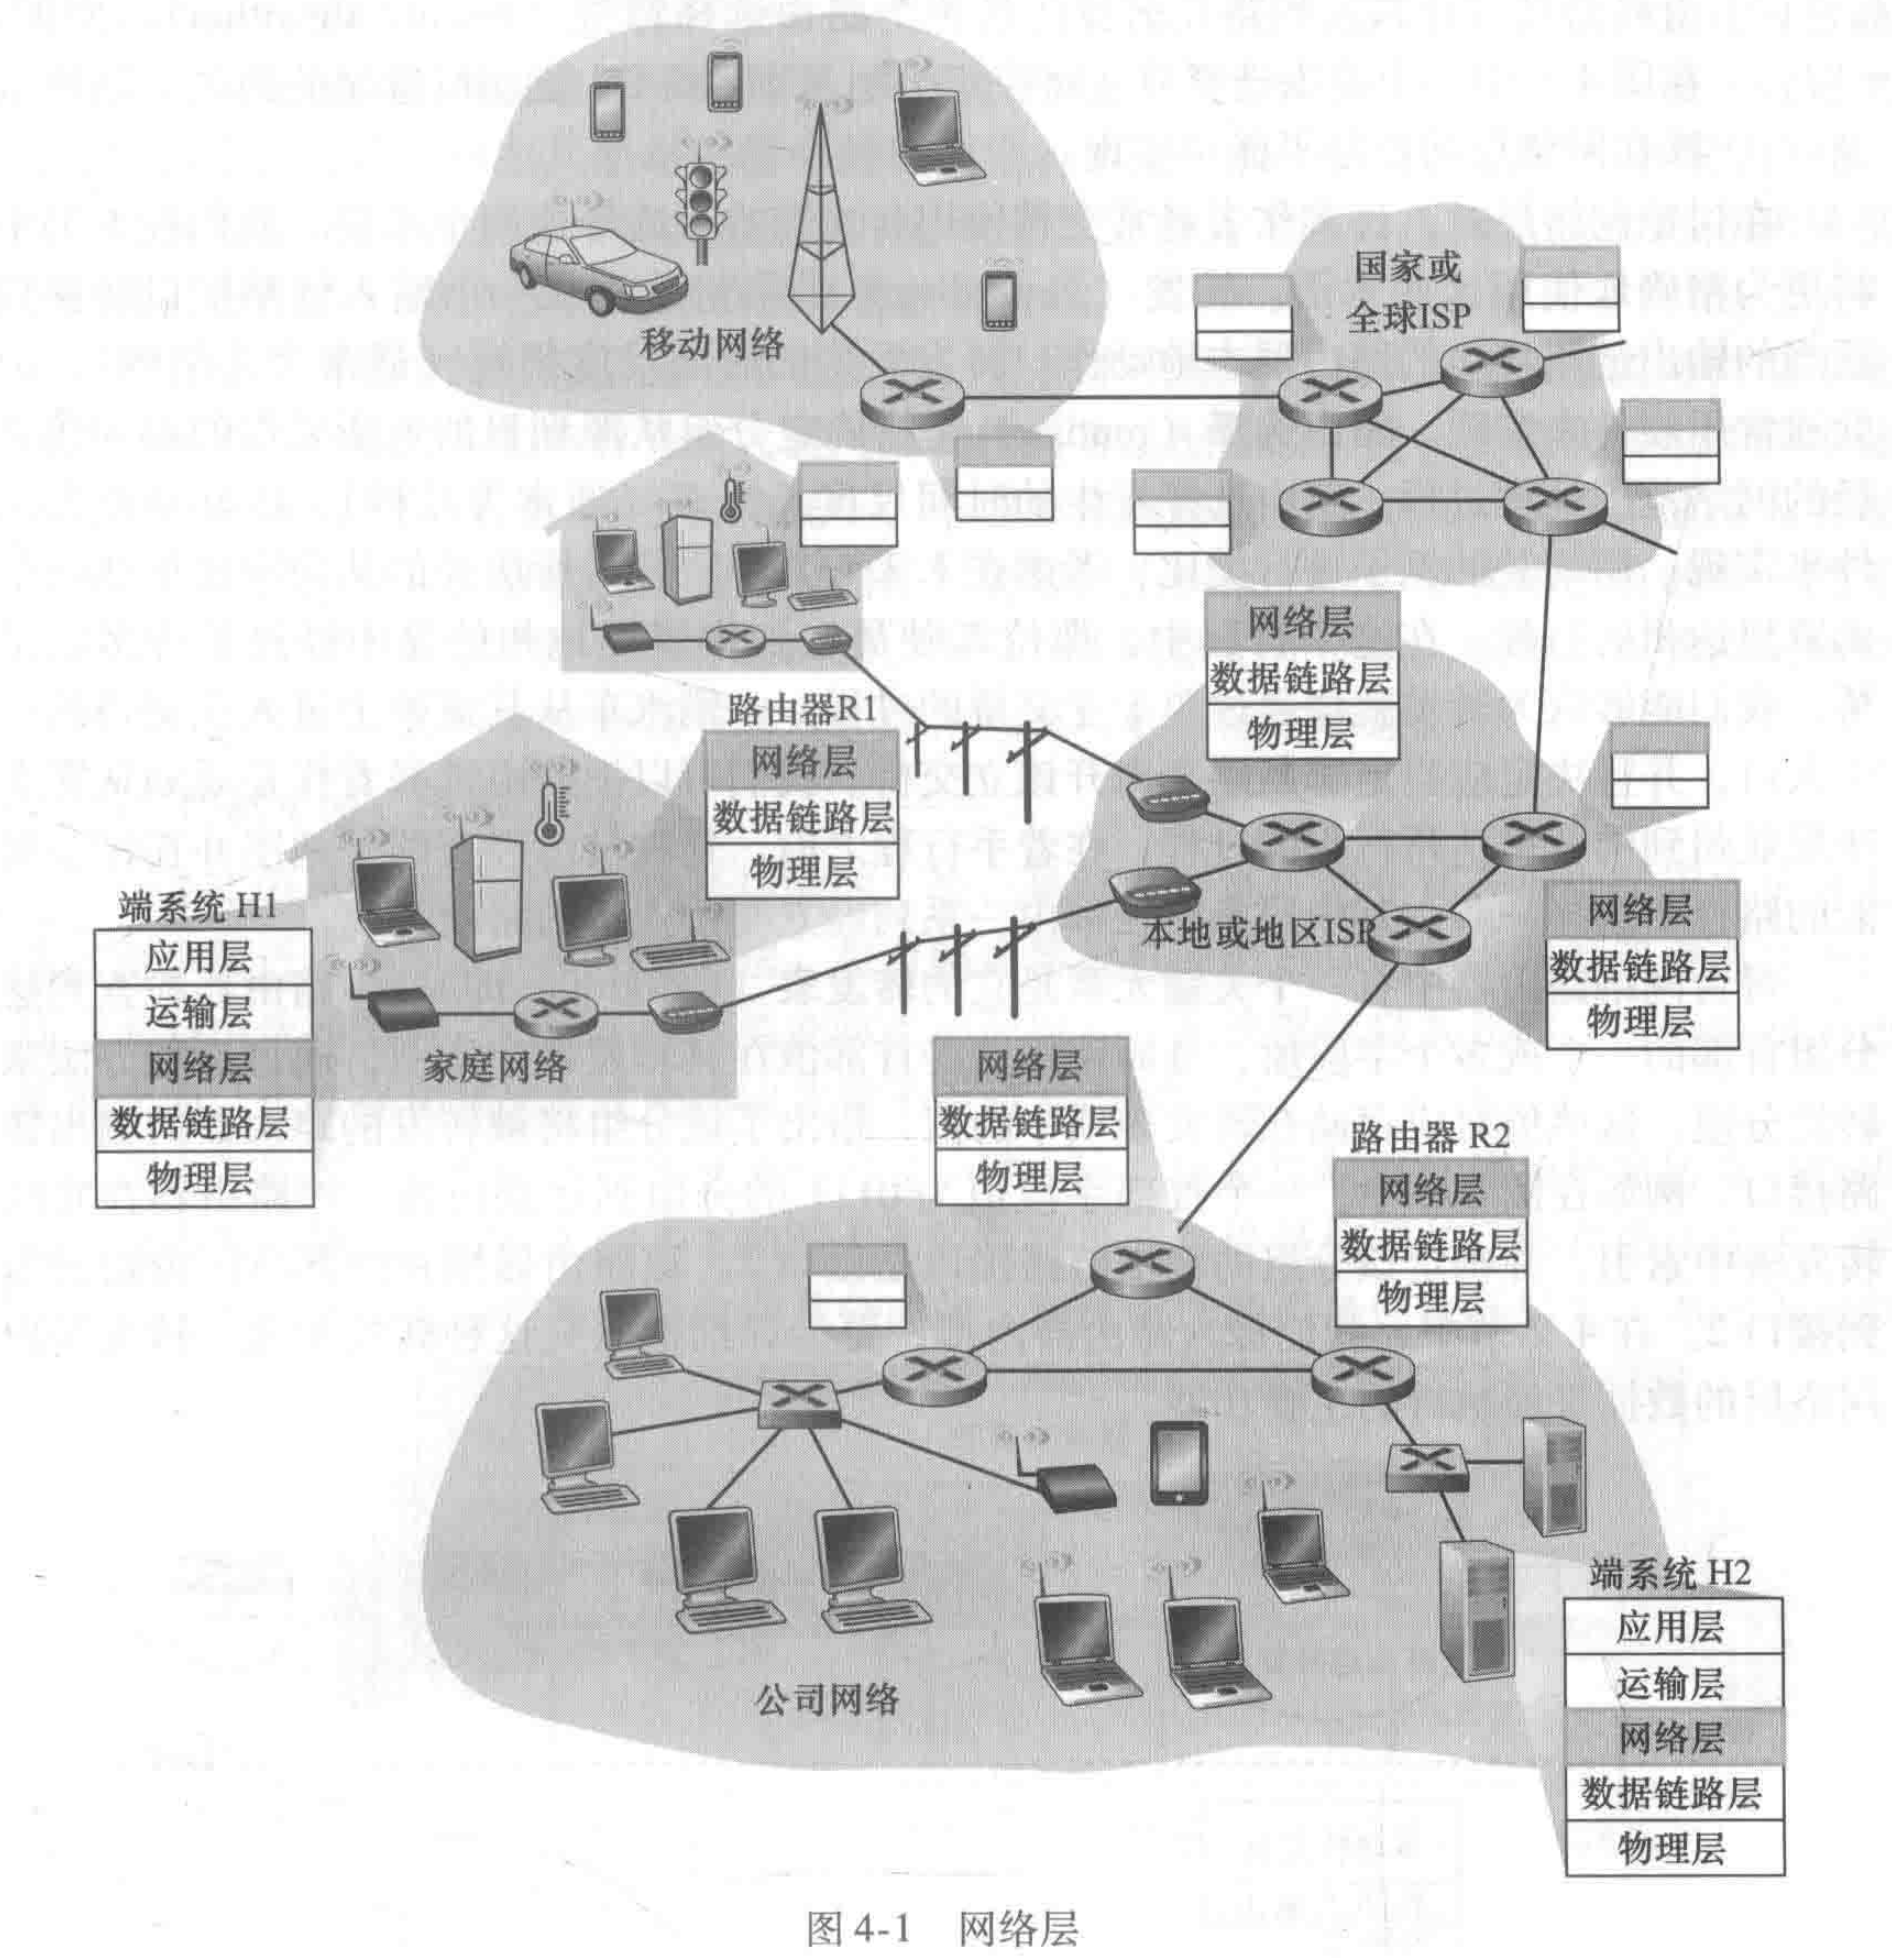 国家或
全球ISP
移动网络
网络层
数据链路层
物理层
路由器R1
网络层
数据链路层
物理层
端系统 H1
应用层
运输层
网络层
数据链路层
物理层
家庭网络
本地或地区ISP
网络层
数据链路层
物理层
网络层
数据链路层
物理层
路由器 R2
网络层
数据链路层
物理层
公司网络
端系统 H2
应用层
运输层
网络层
数据链路层
物理层
图 4-1 网络层